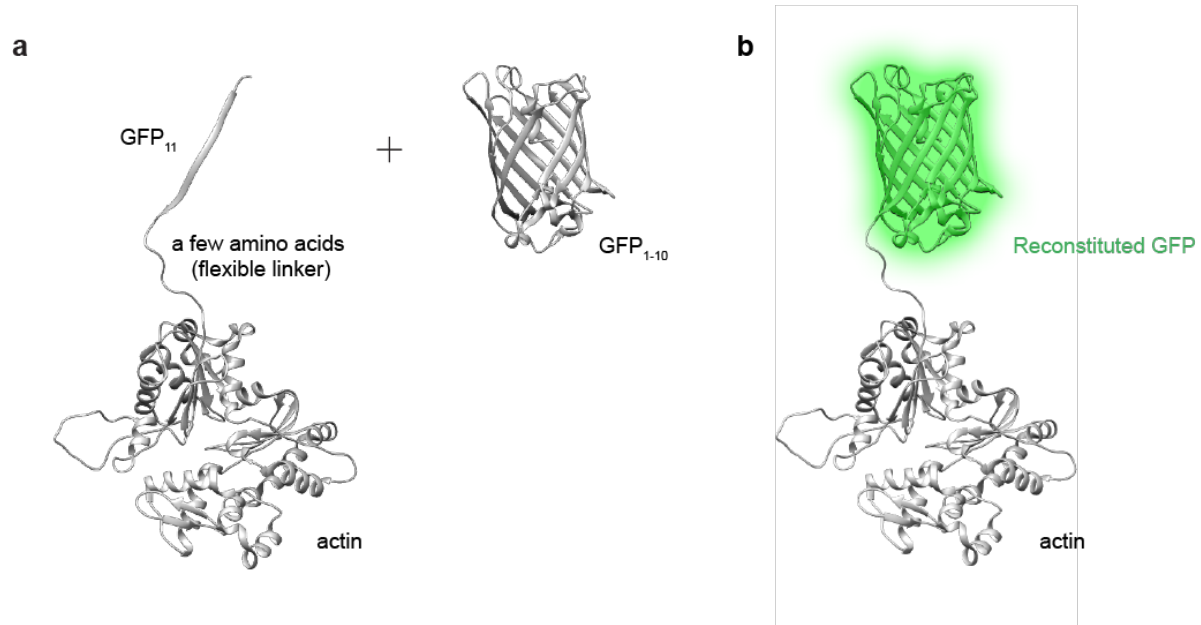 a
b
GFP₁₁
+
a few amino acids
(flexible linker)
GFP₁₋₁₀
Reconstituted GFP
actin
actin